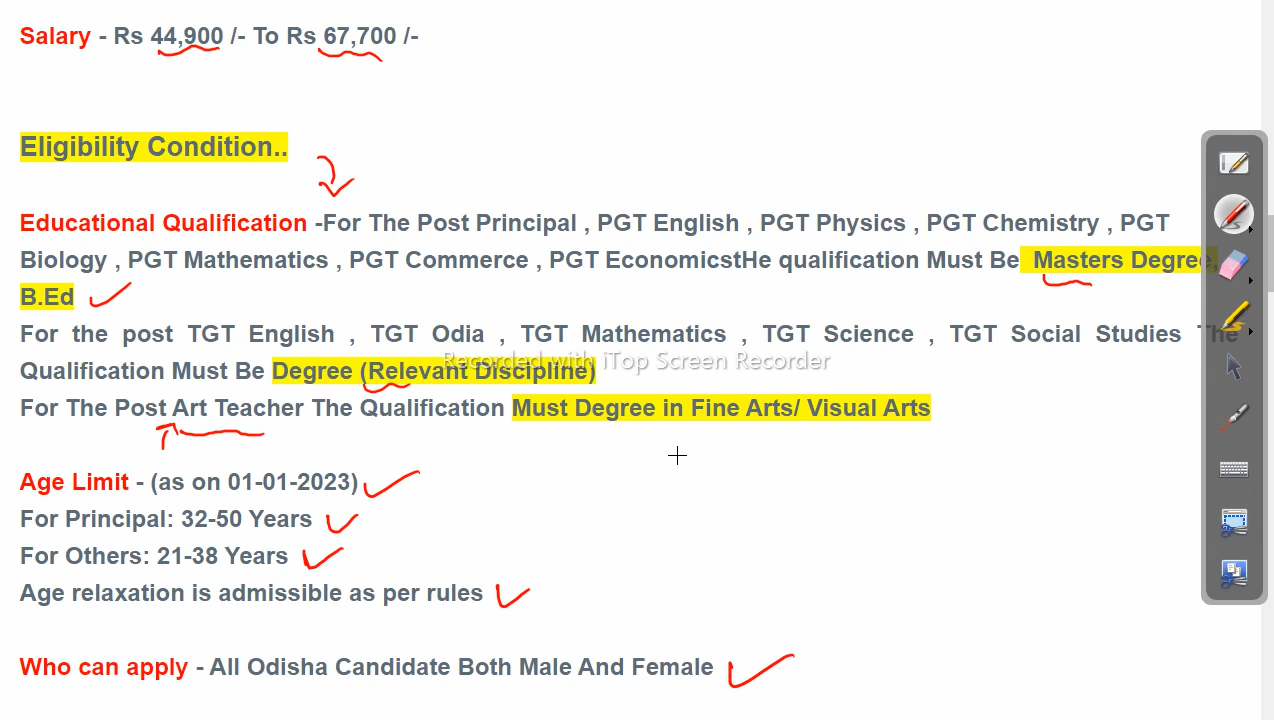 Salary - Rs 44,900 /- To Rs 67,700 /-
Eligibility Condition..
Educational Qualification -For The Post Principal , PGT English , PGT Physics , PGT Chemistry , PGT
Biology , PGT Mathematics , PGT Commerce , PGT EconomicstHe qualification Must Be Masters Degree,
B.Ed
For the post TGT English , TGT Odia , TGT Mathematics , TGT Science , TGT Social Studies The
Recorded with iTop Screen Recorder
Qualification Must Be Degree (Relevant Discipline)
For The Post Art Teacher The Qualification Must Degree in Fine Arts/ Visual Arts
Age Limit - (as on 01-01-2023)
For Principal: 32-50 Years
For Others: 21-38 Years
Age relaxation is admissible as per rules
Who can apply - All Odisha Candidate Both Male And Female